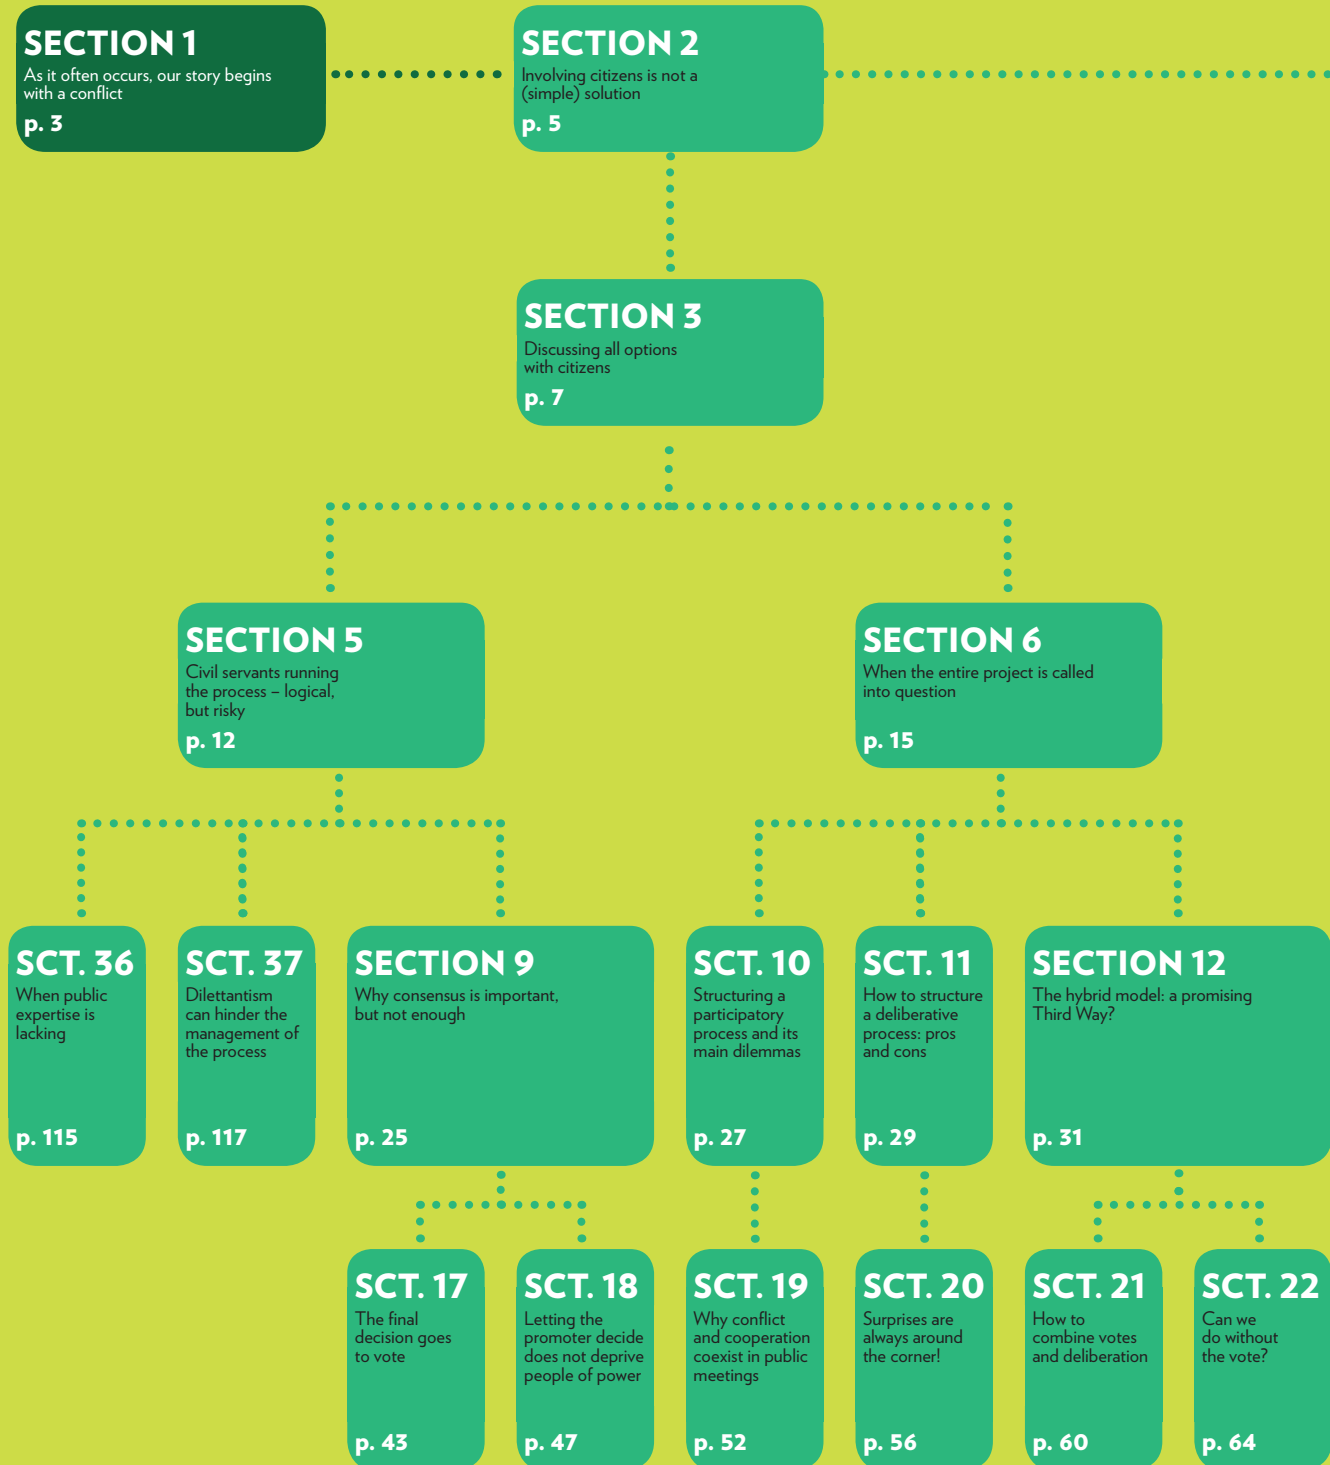 SECTION 1
As it often occurs, our story begins
with a conflict
p. 3
SECTION 2
Involving citizens is not a
(simple) solution
p. 5
SECTION 3
Discussing all options
with citizens
p. 7
SECTION 5
Civil servants running
the process – logical,
but risky
p. 12
SECTION 6
When the entire project is called
into question
p. 15
SCT. 36
When public
expertise is
lacking
p. 115
SCT. 37
Dilettantism
can hinder the
management of
the process
p. 117
SECTION 9
Why consensus is important,
but not enough
p. 25
SCT. 10
Structuring a
participatory
process and its
main dilemmas
p. 27
SCT. 11
How to structure
a deliberative
process: pros
and cons
p. 29
SECTION 12
The hybrid model: a promising
Third Way?
p. 31
SCT. 17
The final
decision goes
to vote
p. 43
SCT. 18
Letting the
promoter decide
does not deprive
people of power
p. 47
SCT. 19
Why conflict
and cooperation
coexist in public
meetings
p. 52
SCT. 20
Surprises are
always around
the corner!
p. 56
SCT. 21
How to
combine votes
and deliberation
p. 60
SCT. 22
Can we
do without
the vote?
p. 64